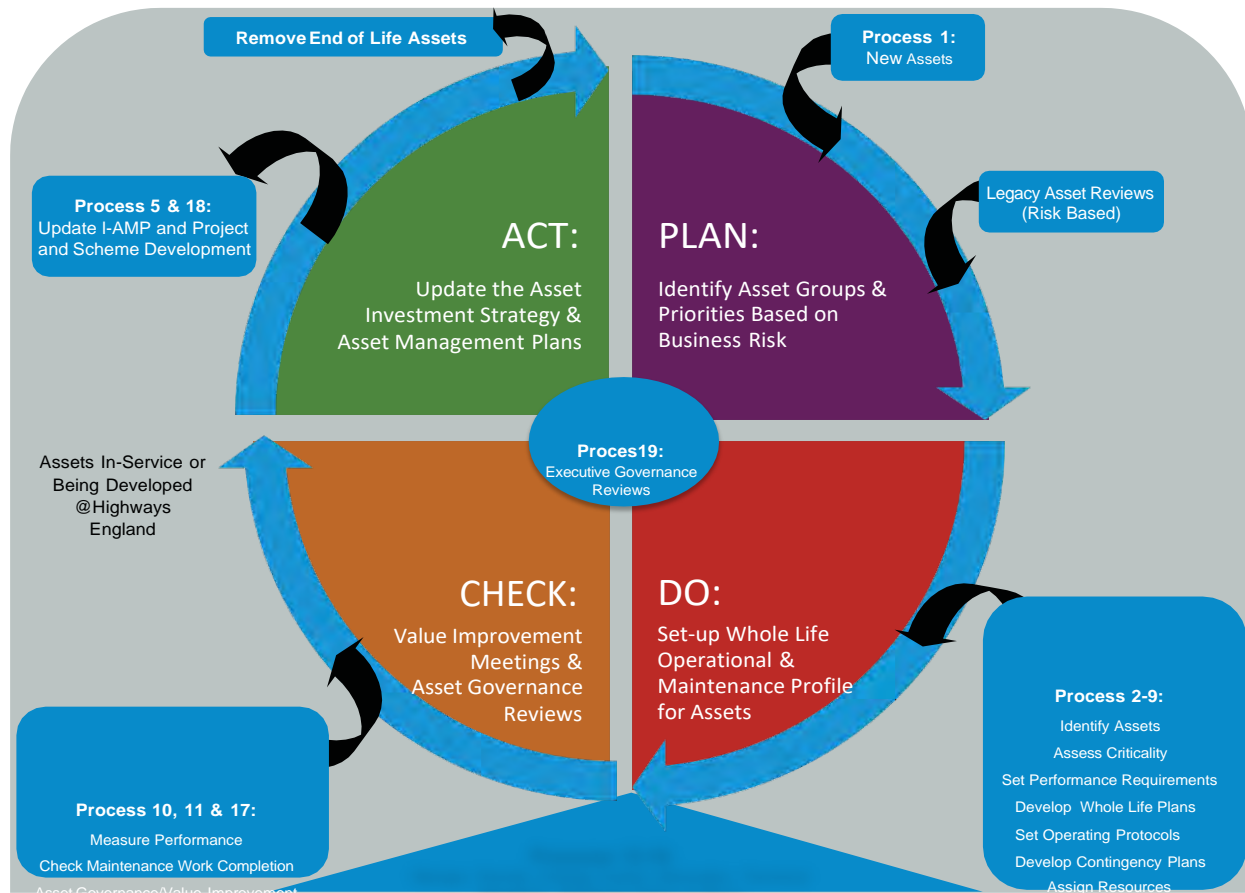 Remove End of Life Assets
Process 1:
New Assets
Process 5 & 18:
Update I-AMP and Project
and Scheme Development
Legacy Asset Reviews
(Risk Based)
ACT:
Update the Asset
Investment Strategy &
Asset Management Plans
PLAN:
Identify Asset Groups &
Priorities Based on
Business Risk
Proces19:
Executive Governance
Reviews
Assets In-Service or
Being Developed
@Highways
England
CHECK:
Value Improvement
Meetings &
Asset Governance
Reviews
DO:
Set-up Whole Life
Operational &
Maintenance Profile
for Assets
Process 10, 11 & 17:
Measure Performance
Check Maintenance Work Completion
Asset Governance/Value Improvement
Process 2-9:
Identify Assets
Assess Criticality
Set Performance Requirements
Develop Whole Life Plans
Set Operating Protocols
Develop Contingency Plans
Assign Resources